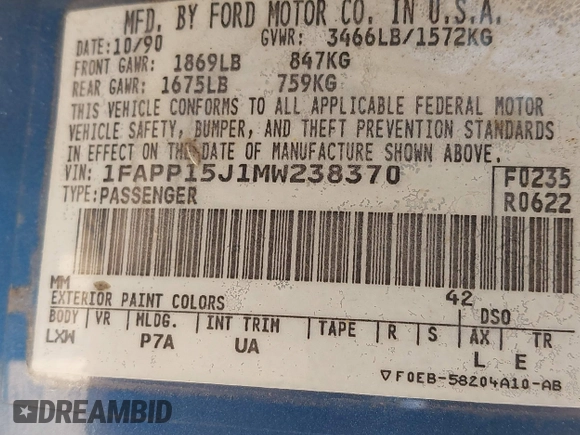 MFD. BY FORD MOTOR CO. IN U.S.A.
DATE: 10/90 GVWR: 3466LB/1572KG
FRONT GAWR: 1869LB 847KG
REAR GAWR: 1675LB 759KG
THIS VEHICLE CONFORMS TO ALL APPLICABLE FEDERAL MOTOR
VEHICLE SAFETY, BUMPER, AND THEFT PREVENTION STANDARDS
IN EFFECT ON THE DATE OF MANUFACTURE SHOWN ABOVE.
VIN: 1FAPP15J1MW238370 F0235
TYPE: PASSENGER R0622
MM 42
EXTERIOR PAINT COLORS DSO
BODY VR MLDG. INT TRIM TAPE R S AX TR
LXW P7A UA L E
▽F0EB-58204A10-AB
DREAMBID